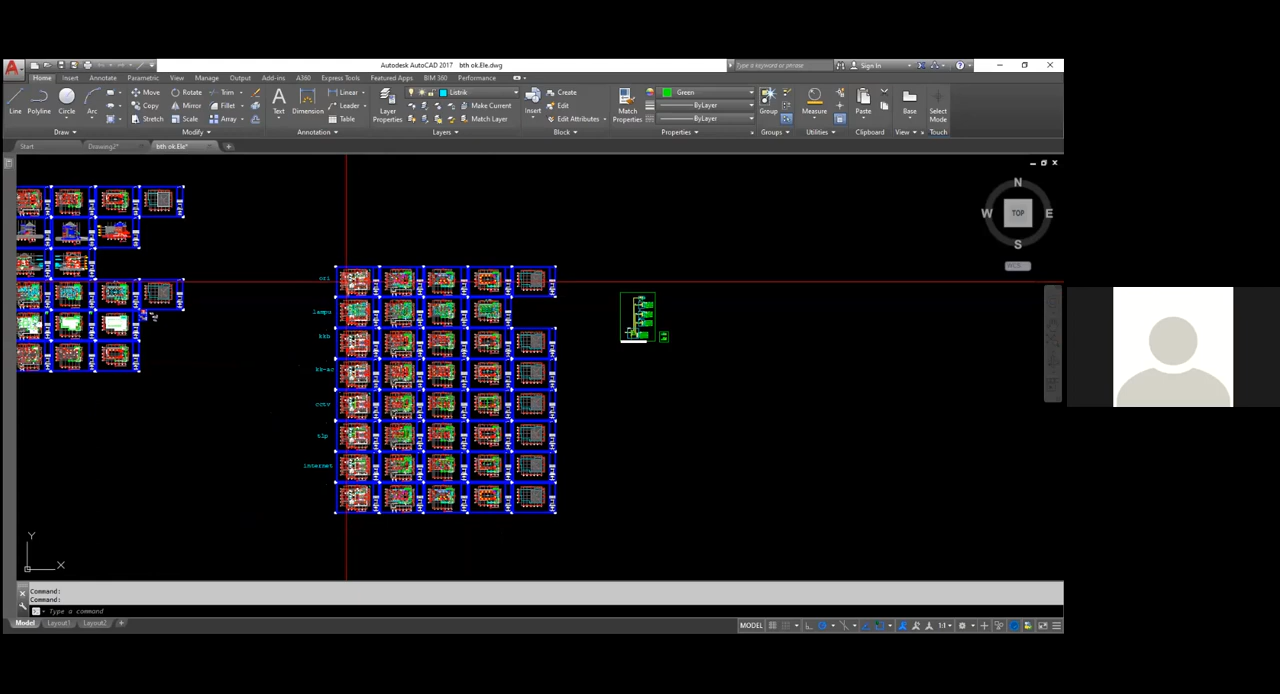 Autodesk AutoCAD 2017 bth ok.Ele.dwg
Type a keyword or phrase
Sign In
Home Insert Annotate Parametric View Manage Output Add-ins A360 Express Tools Featured Apps BIM 360 Performance
Line Polyline Circle Arc
Move Rotate Trim
Copy Mirror Fillet
Stretch Scale Array
Text Dimension
Linear
Leader
Table
Layer Properties
Listrik
Make Current
Match Layer
Insert
Create
Edit
Edit Attributes
Match Properties
Green
ByLayer
ByLayer
Group
Measure
Paste
Base
Select Mode
Draw Modify Annotation Layers Block Properties Groups Utilities Clipboard View Touch
Start Drawing2* bth ok Ele*
N
W TOP E
S
WCS
ori
lampu
kkb
kk-ac
cctv
tlp
internet
Y
X
Command:
Command:
Type a command
Model Layout1 Layout2
MODEL 1:1